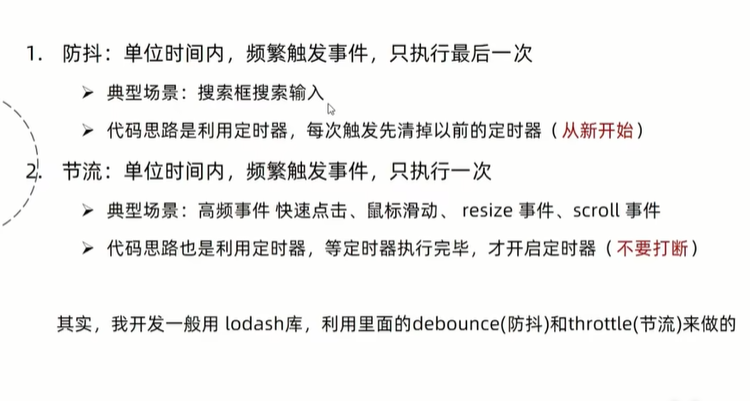 1. 防抖：单位时间内，频繁触发事件，只执行最后一次
➢ 典型场景：搜索框搜索输入
➢ 代码思路是利用定时器，每次触发先清掉以前的定时器（从新开始）
2. 节流：单位时间内，频繁触发事件，只执行一次
➢ 典型场景：高频事件 快速点击、鼠标滑动、 resize 事件、scroll 事件
➢ 代码思路也是利用定时器，等定时器执行完毕，才开启定时器（不要打断）
其实，我开发一般用 lodash库，利用里面的debounce(防抖)和throttle(节流)来做的